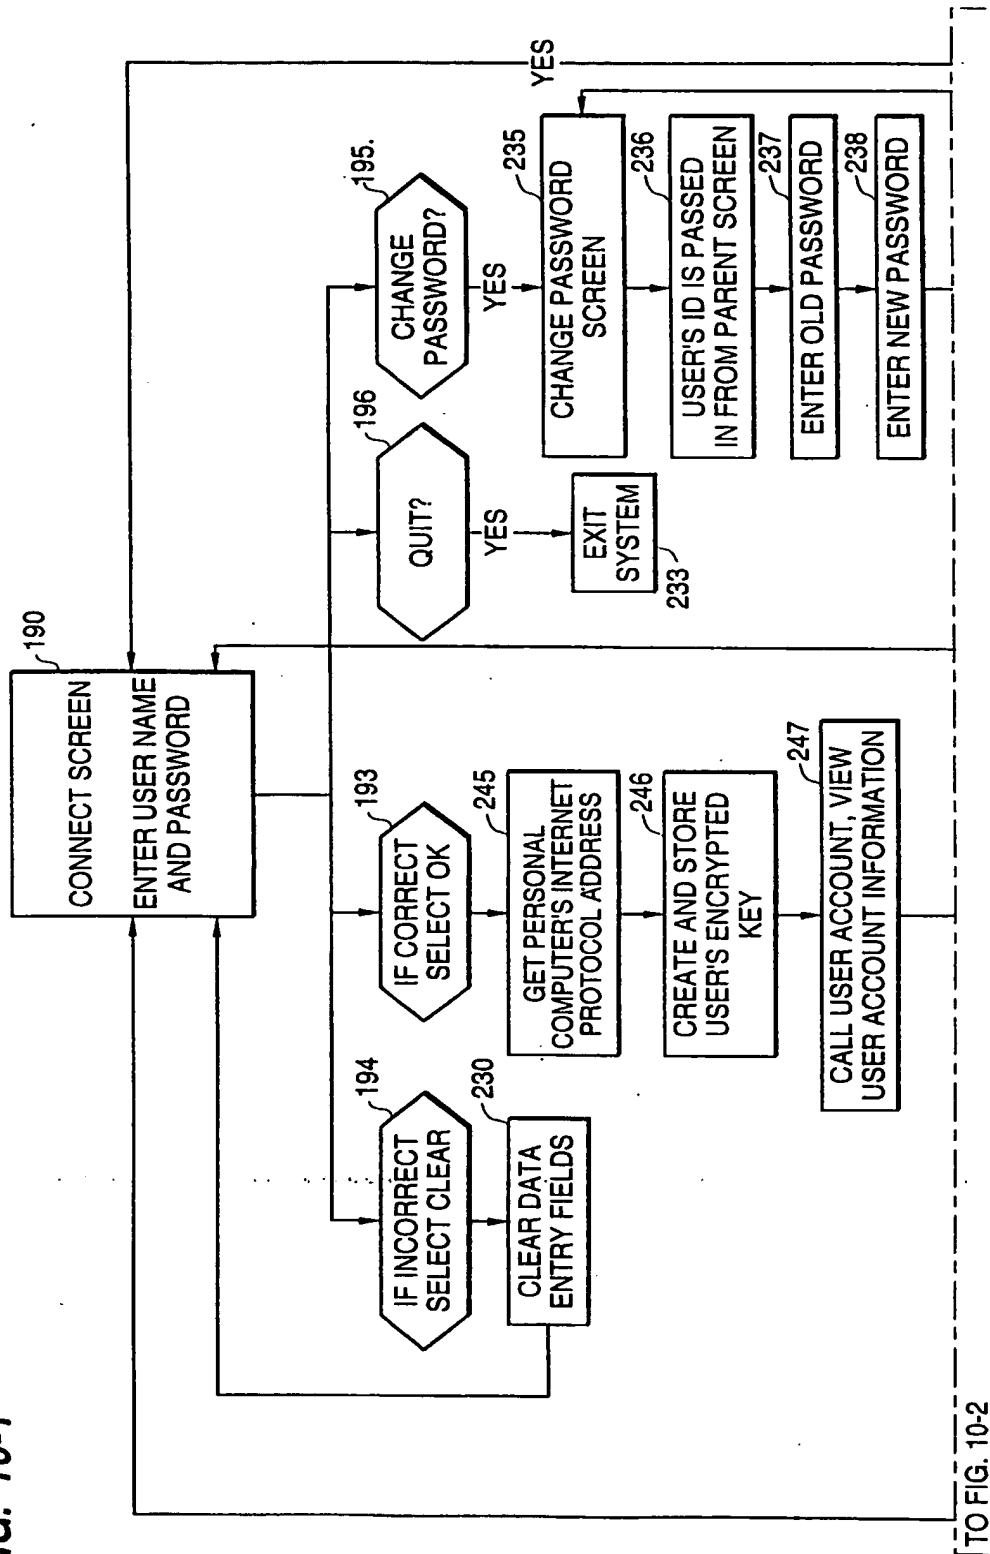 FIG. 10-1
190
CONNECT SCREEN
ENTER USER NAME
AND PASSWORD
194
IF INCORRECT
SELECT CLEAR
230
CLEAR DATA
ENTRY FIELDS
193
IF CORRECT
SELECT OK
245
GET PERSONAL
COMPUTER'S INTERNET
PROTOCOL ADDRESS
246
CREATE AND STORE
USER'S ENCRYPTED
KEY
247
CALL USER ACCOUNT, VIEW
USER ACCOUNT INFORMATION
196
QUIT?
YES
EXIT
SYSTEM
233
195.
CHANGE
PASSWORD?
YES
235
CHANGE PASSWORD
SCREEN
236
USER'S ID IS PASSED
IN FROM PARENT SCREEN
237
ENTER OLD PASSWORD
238
ENTER NEW PASSWORD
YES
TO FIG. 10-2